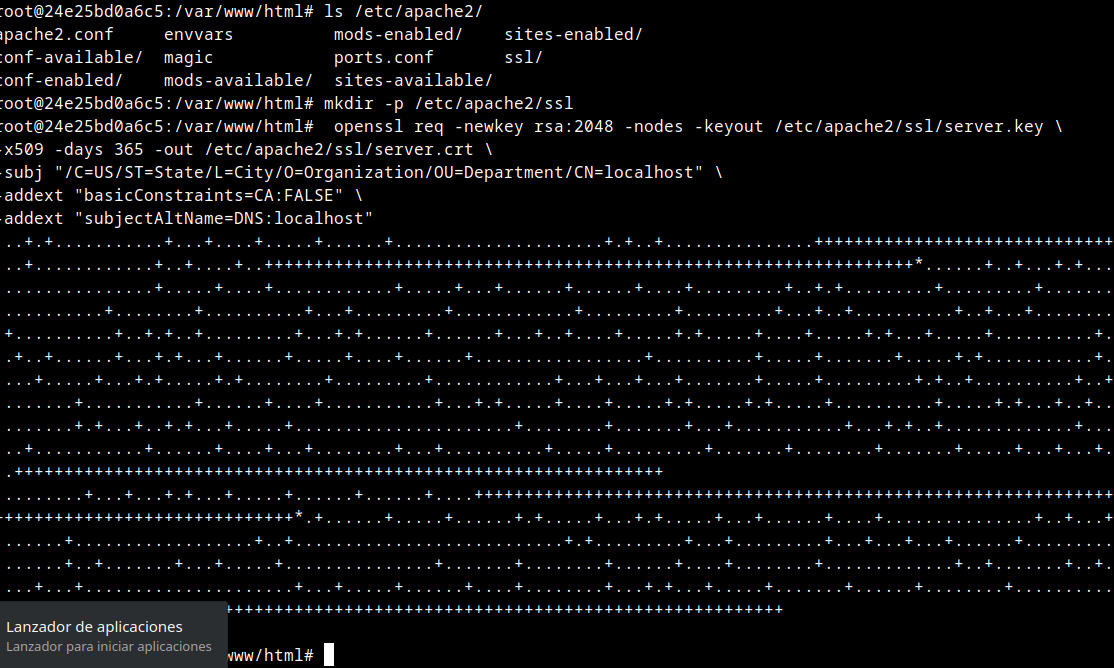 root@24e25bd0a6c5:/var/www/html# ls /etc/apache2/
apache2.conf envvars mods-enabled/ sites-enabled/
conf-available/ magic ports.conf ssl/
conf-enabled/ mods-available/ sites-available/
root@24e25bd0a6c5:/var/www/html# mkdir -p /etc/apache2/ssl
root@24e25bd0a6c5:/var/www/html# openssl req -newkey rsa:2048 -nodes -keyout /etc/apache2/ssl/server.key \
-x509 -days 365 -out /etc/apache2/ssl/server.crt \
-subj "/C=US/ST=State/L=City/O=Organization/OU=Department/CN=localhost" \
-addext "basicConstraints=CA:FALSE" \
-addext "subjectAltName=DNS:localhost"
Lanzador de aplicaciones
Lanzador para iniciar aplicaciones
www/html#